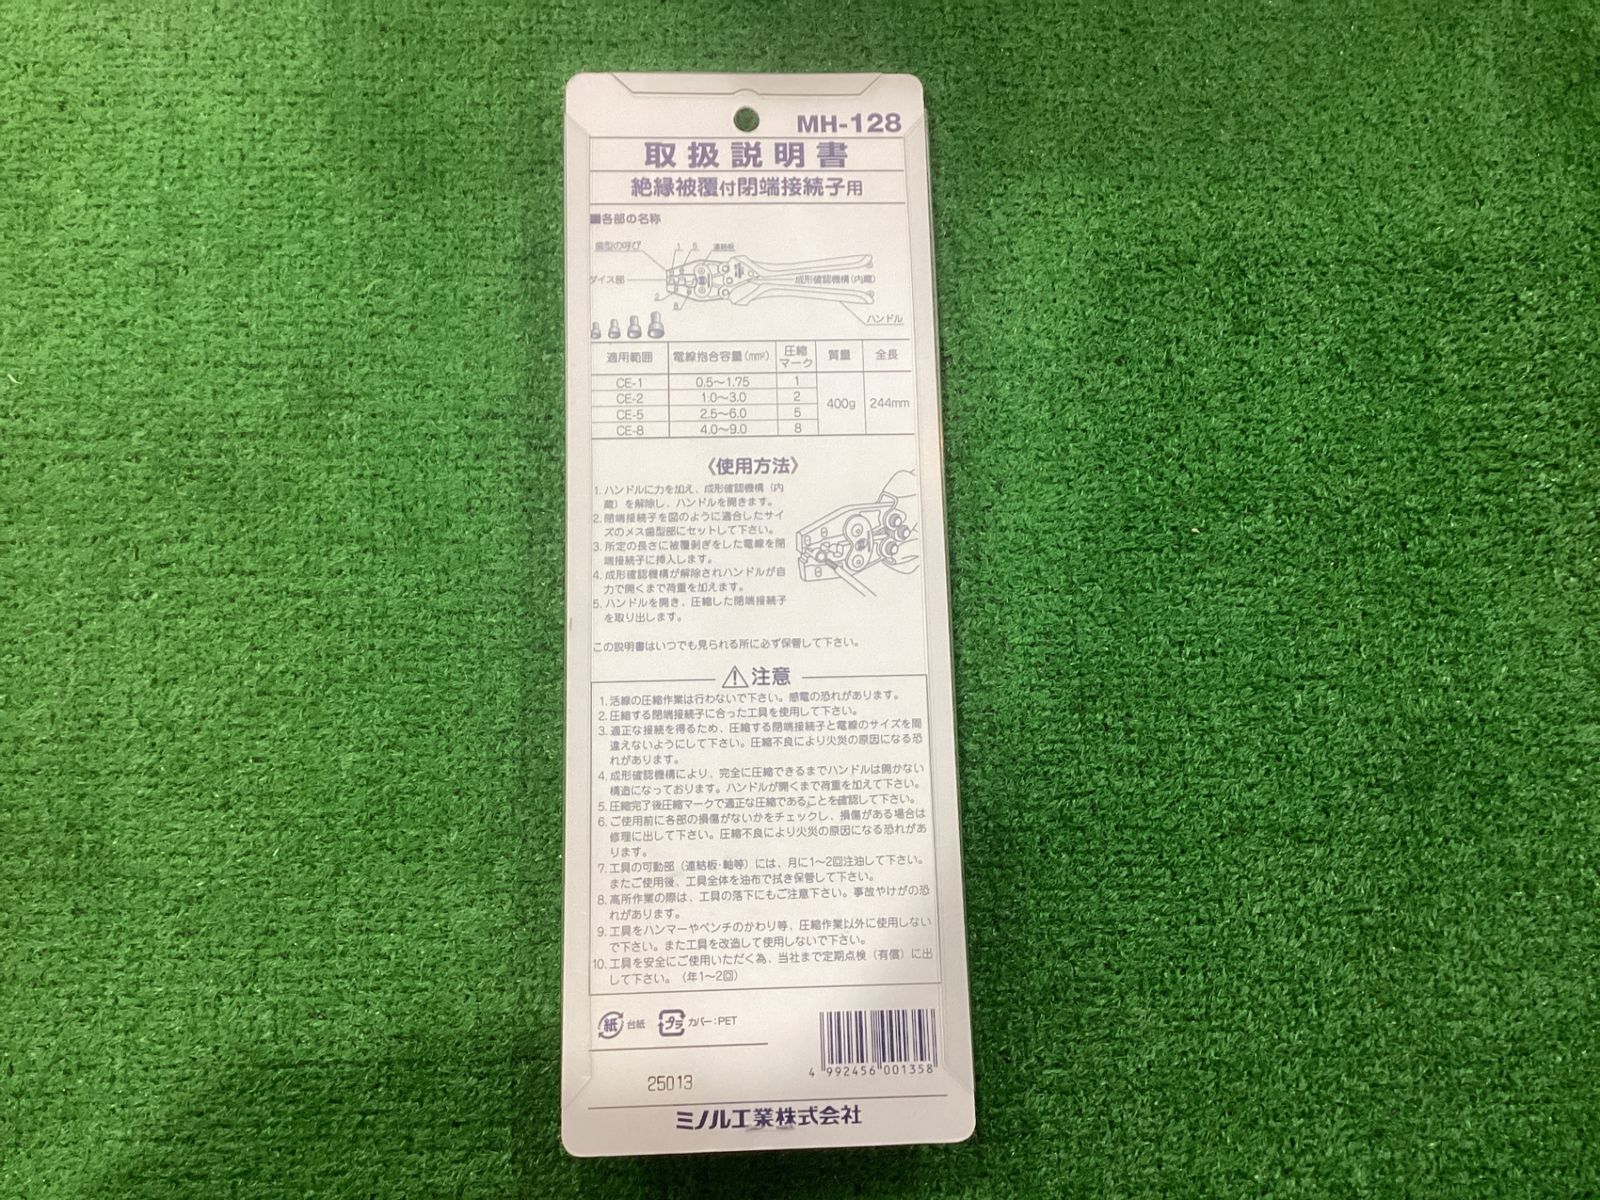 MH-128
取扱説明書
絶縁被覆付閉端接続子用
■各部の名称
歯型の呼び
1 5 連結板
ダイス部
成形確認機構(内蔵)
2
8
ハンドル
適用範囲 電線抱合容量(mm²) 圧縮マーク 質量 全長
CE-1 0.5〜1.75 1
CE-2 1.0〜3.0 2
400g 244mm
CE-5 2.5〜6.0 5
CE-8 4.0〜9.0 8
〈使用方法〉
1. ハンドルに力を加え、成形確認機構(内
蔵)を解除し、ハンドルを開きます。
2. 閉端接続子を図のように適合したサイ
ズのメス歯型部にセットして下さい。
3. 所定の長さに被覆剥ぎをした電線を閉
端接続子に挿入します。
4. 成形確認機構が解除されハンドルが自
力で開くまで荷重を加えます。
5. ハンドルを開き、圧縮した閉端接続子
を取り出します。
この説明書はいつでも見られる所に必ず保管して下さい。
⚠注意
1. 活線の圧縮作業は行わないで下さい。感電の恐れがあります。
2. 圧縮する閉端接続子に合った工具を使用して下さい。
3. 適正な接続を得るため、圧縮する閉端接続子と電線のサイズを間
違えないようにして下さい。圧縮不良により火災の原因になる恐
れがあります。
4. 成形確認機構により、完全に圧縮できるまでハンドルは開かない
構造になっております。ハンドルが開くまで荷重を加えて下さい。
5. 圧縮完了後圧縮マークで適正な圧縮であることを確認して下さい。
6. ご使用前に各部の損傷がないかをチェックし、損傷がある場合は
修理に出して下さい。圧縮不良により火災の原因になる恐れがあ
ります。
7. 工具の可動部(連結板・軸等)には、月に1〜2回注油して下さい。
またご使用後、工具全体を油布で拭き保管して下さい。
8. 高所作業の際は、工具の落下にもご注意下さい。事故やけがの恐
れがあります。
9. 工具をハンマーやペンチのかわり等、圧縮作業以外に使用しない
で下さい。また工具を改造して使用しないで下さい。
10. 工具を安全にご使用いただく為、当社まで定期点検(有償)に出
して下さい。(年1〜2回)
紙 台紙 プラ カバー:PET
4 992456 001358
25013
ミノル工業株式会社